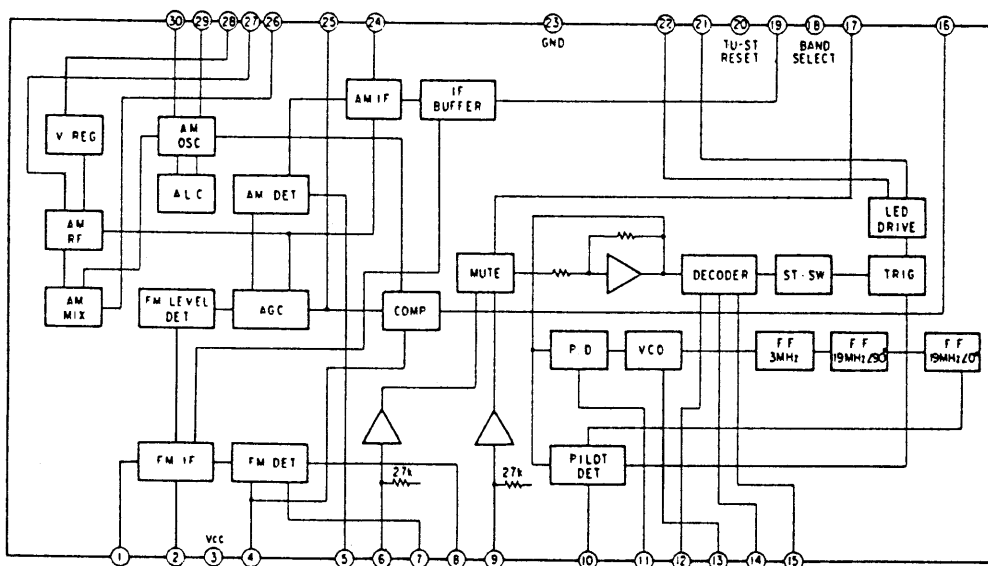 30 29 28 27 26 25 24 23 22 21 20 19 18 17 16
GND
TU-ST
RESET
BAND
SELECT
AM IF
IF
BUFFER
V REG
AM
OSC
ALC
AM DET
LED
DRIVE
AM
RF
MUTE
DECODER
ST-SW
TRIG
AM
MIX
FM LEVEL
DET
AGC
COMP
P D
VCO
F F
3MHz
F F
19MHz∠90°
F F
19MHz∠0°
FM IF
FM DET
27k
27k
PILOT
DET
VCC
1 2 3 4 5 6 7 8 9 10 11 12 13 14 15